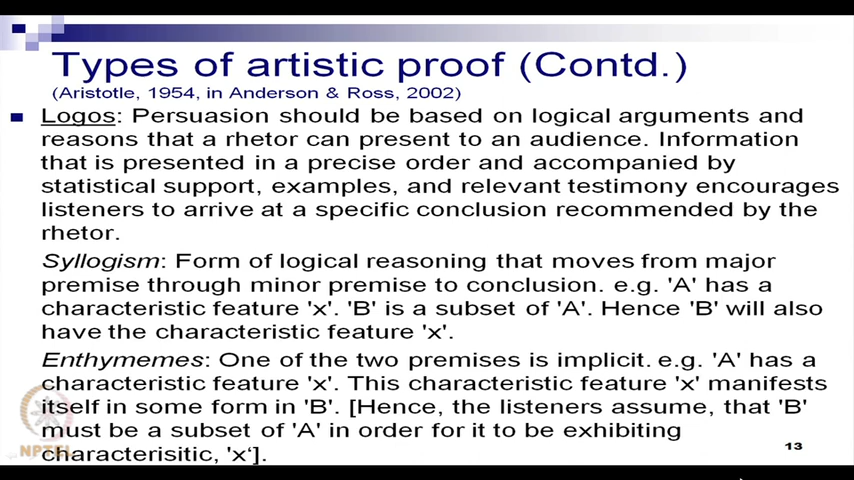 Types of artistic proof (Contd.)
(Aristotle, 1954, in Anderson & Ross, 2002)
Logos: Persuasion should be based on logical arguments and
reasons that a rhetor can present to an audience. Information
that is presented in a precise order and accompanied by
statistical support, examples, and relevant testimony encourages
listeners to arrive at a specific conclusion recommended by the
rhetor.
Syllogism: Form of logical reasoning that moves from major
premise through minor premise to conclusion. e.g. 'A' has a
characteristic feature 'x'. 'B' is a subset of 'A'. Hence 'B' will also
have the characteristic feature 'x'.
Enthymemes: One of the two premises is implicit. e.g. 'A' has a
characteristic feature 'x'. This characteristic feature 'x' manifests
itself in some form in 'B'. [Hence, the listeners assume, that 'B'
must be a subset of 'A' in order for it to be exhibiting
characterisitic, 'x‘].
NPTEL
13